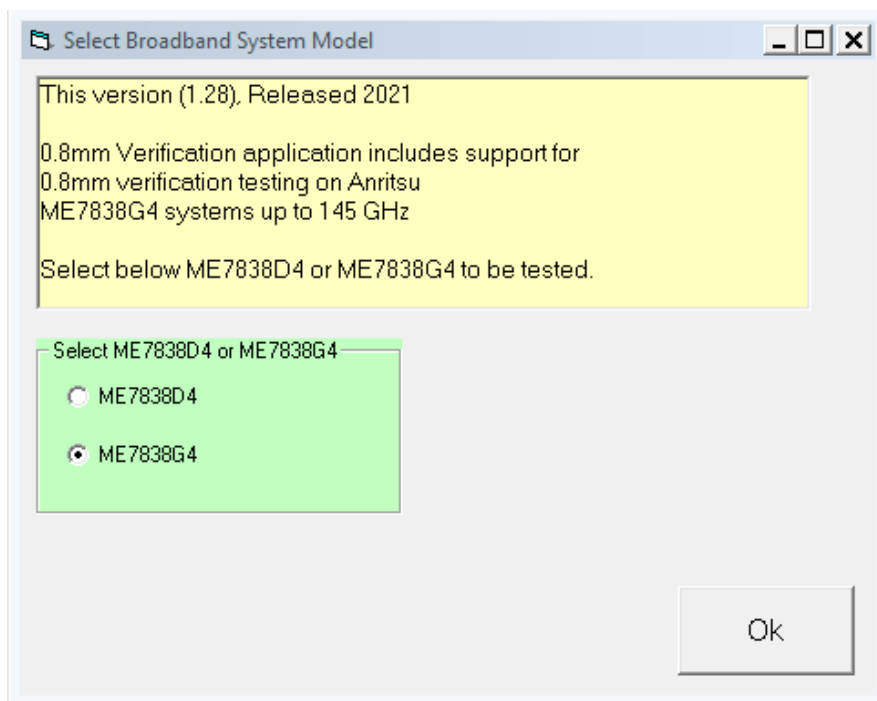 Select Broadband System Model
This version (1.28), Released 2021
0.8mm Verification application includes support for
0.8mm verification testing on Anritsu
ME7838G4 systems up to 145 GHz
Select below ME7838D4 or ME7838G4 to be tested.
Select ME7838D4 or ME7838G4
ME7838D4
ME7838G4
Ok